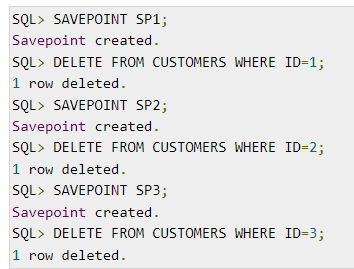 SQL> SAVEPOINT SP1;
Savepoint created.
SQL> DELETE FROM CUSTOMERS WHERE ID=1;
1 row deleted.
SQL> SAVEPOINT SP2;
Savepoint created.
SQL> DELETE FROM CUSTOMERS WHERE ID=2;
1 row deleted.
SQL> SAVEPOINT SP3;
Savepoint created.
SQL> DELETE FROM CUSTOMERS WHERE ID=3;
1 row deleted.